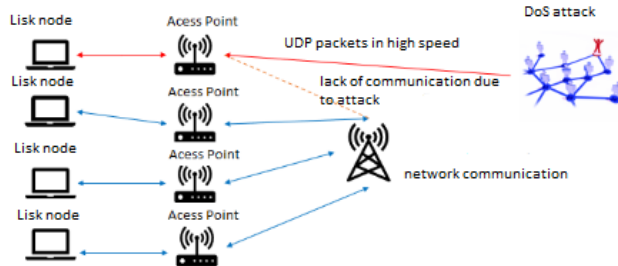 Lisk node
Acess Point
DoS attack
UDP packets in high speed
Lisk node
Acess Point
lack of communication due
to attack
Lisk node
Acess Point
network communication
Lisk node
Acess Point